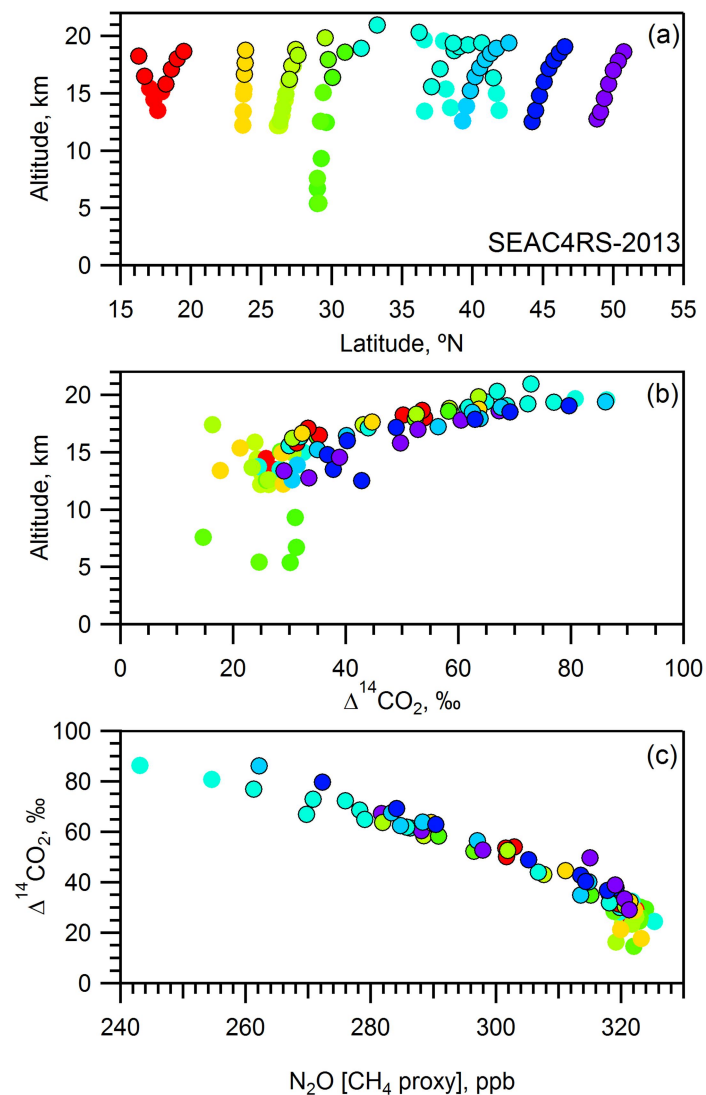 (a)
20
15
10
5
0
Altitude, km
SEAC4RS-2013
15 20 25 30 35 40 45 50 55
Latitude, ºN
(b)
20
15
10
5
0
Altitude, km
0 20 40 60 80 100
Δ¹⁴CO₂, ‰
(c)
100
80
60
40
20
0
Δ¹⁴CO₂, ‰
240 260 280 300 320
N₂O [CH₄ proxy], ppb